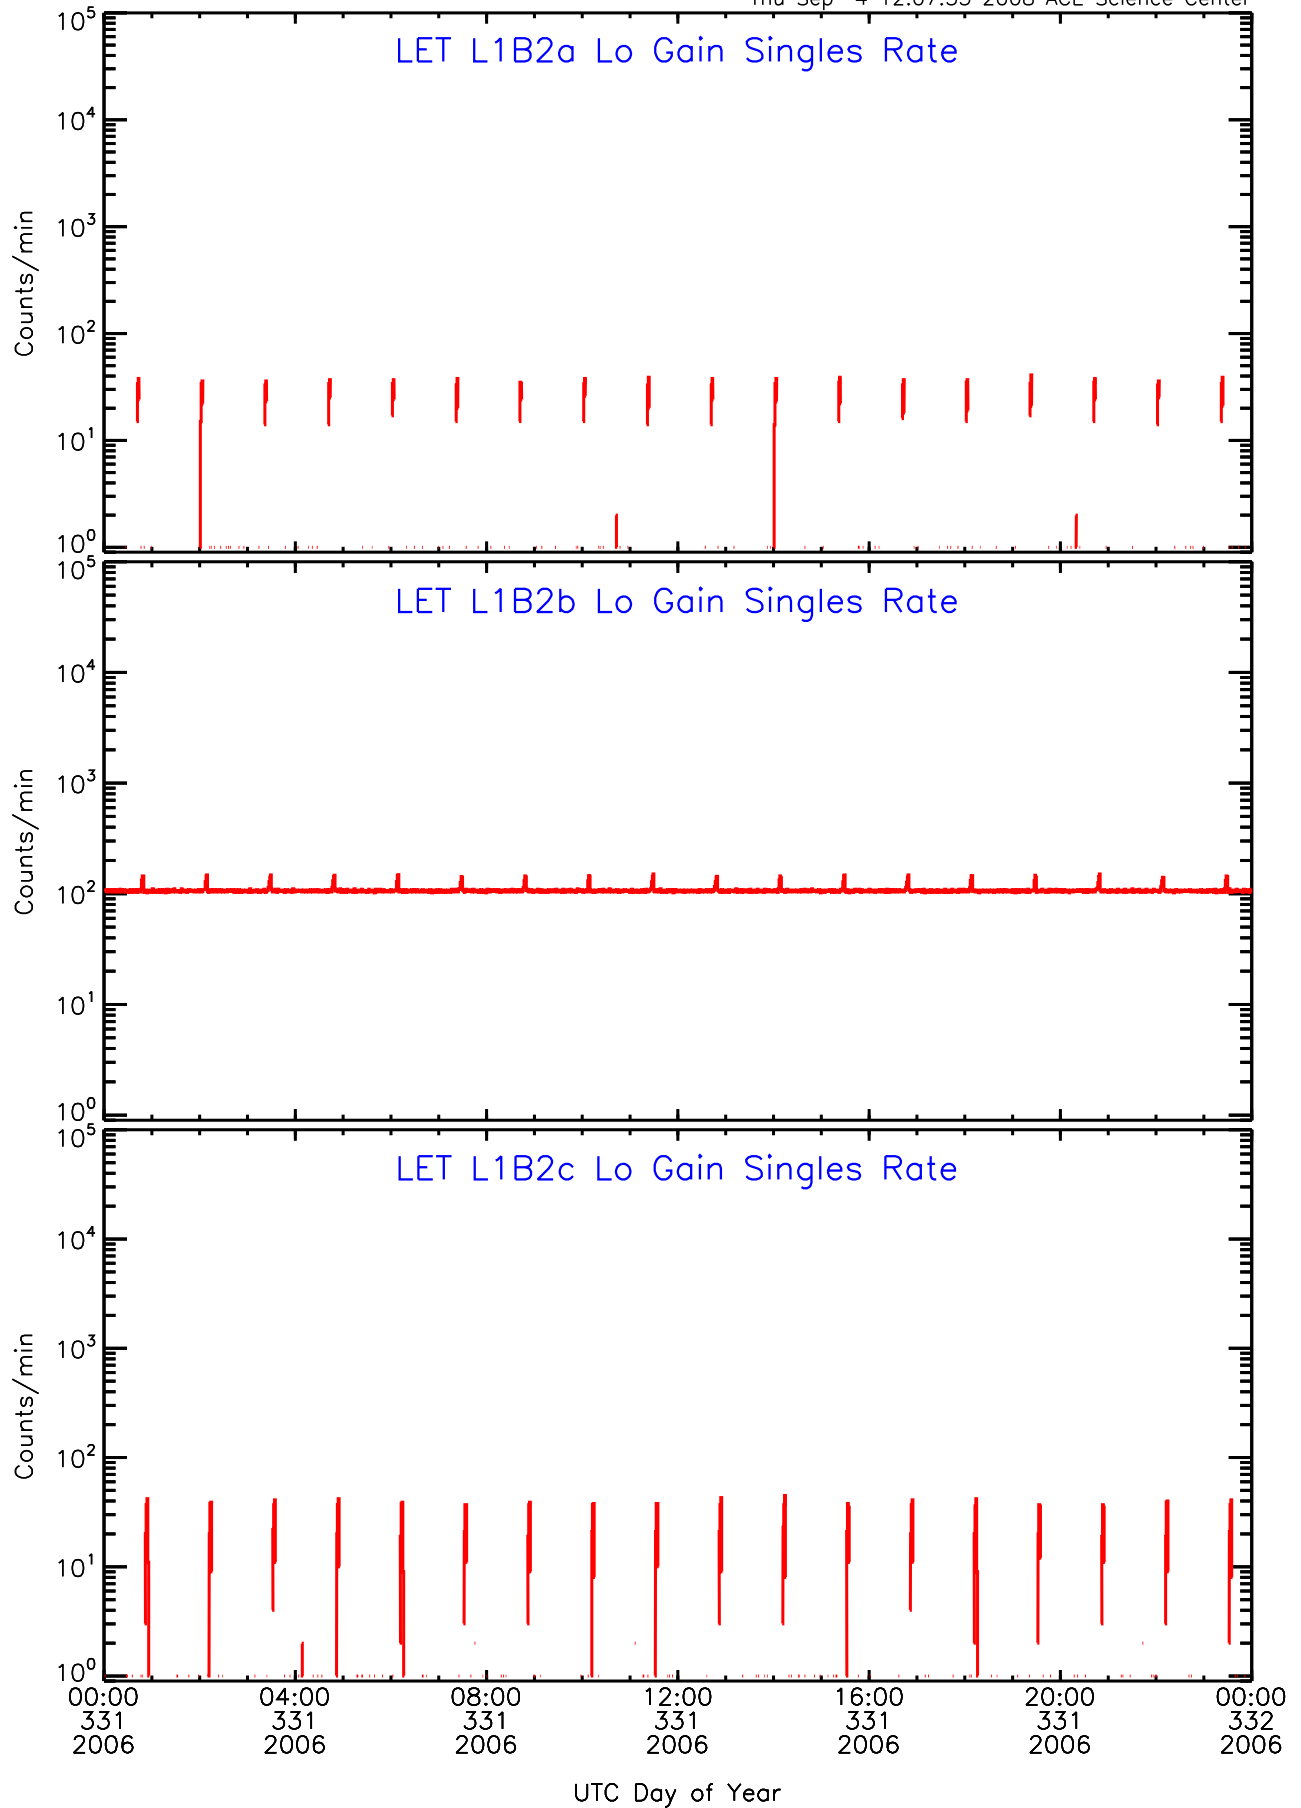 LET L1B2a Lo Gain Singles Rate
10^5
10^4
10^3
10^2
10^1
10^0
Counts/min
LET L1B2b Lo Gain Singles Rate
10^5
10^4
10^3
10^2
10^1
10^0
Counts/min
LET L1B2c Lo Gain Singles Rate
10^5
10^4
10^3
10^2
10^1
10^0
Counts/min
00:00 04:00 08:00 12:00 16:00 20:00 00:00
331 331 331 331 331 331 332
2006 2006 2006 2006 2006 2006 2006
UTC Day of Year